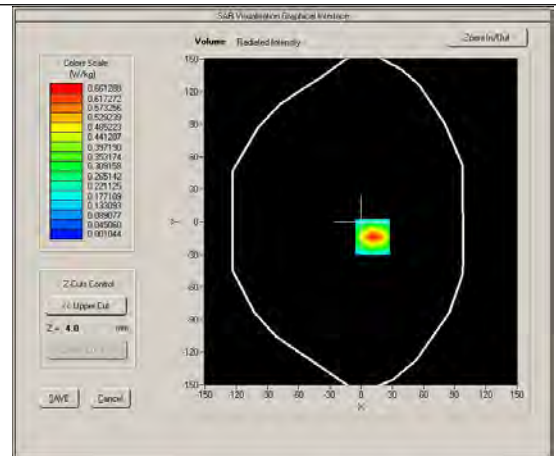 SAR Visualisation Graphical Interface
Volume Radiated Intensity
Zoom In/Out
Colors Scale
(W/kg)
0.661288
0.617272
0.573256
0.529239
0.485223
0.441207
0.397190
0.353174
0.309158
0.265142
0.221125
0.177109
0.133093
0.089077
0.045060
0.001044
150
120
90
60
30
0
-30
-60
-90
-120
-150
Y
-150 -120 -90 -60 -30 0 30 60 90 120 150
X
Z-Cuts Control
<< Upper Cut
Z = 4.0 mm
SAVE Cancel